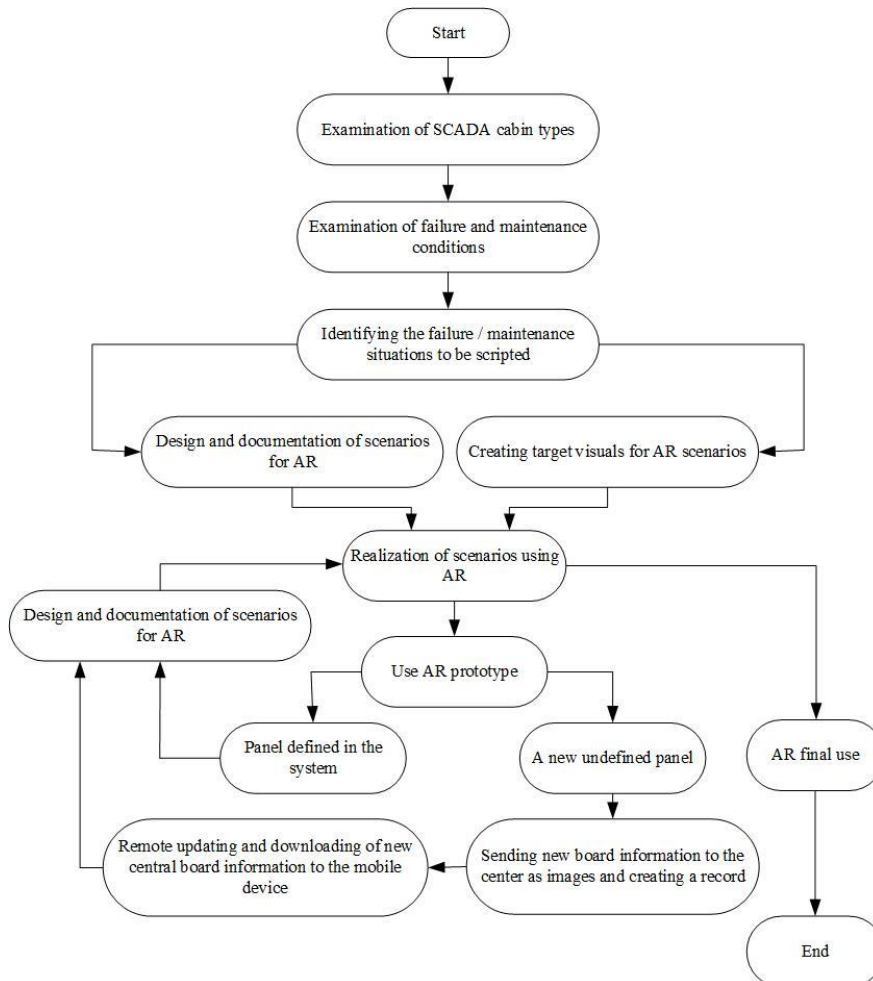 Start
Examination of SCADA cabin types
Examination of failure and maintenance
conditions
Identifying the failure / maintenance
situations to be scripted
Design and documentation of scenarios
for AR
Creating target visuals for AR scenarios
Realization of scenarios using
AR
Design and documentation of scenarios
for AR
Use AR prototype
Panel defined in the
system
A new undefined panel
AR final use
Remote updating and downloading of new
central board information to the mobile
device
Sending new board information to the
center as images and creating a record
End